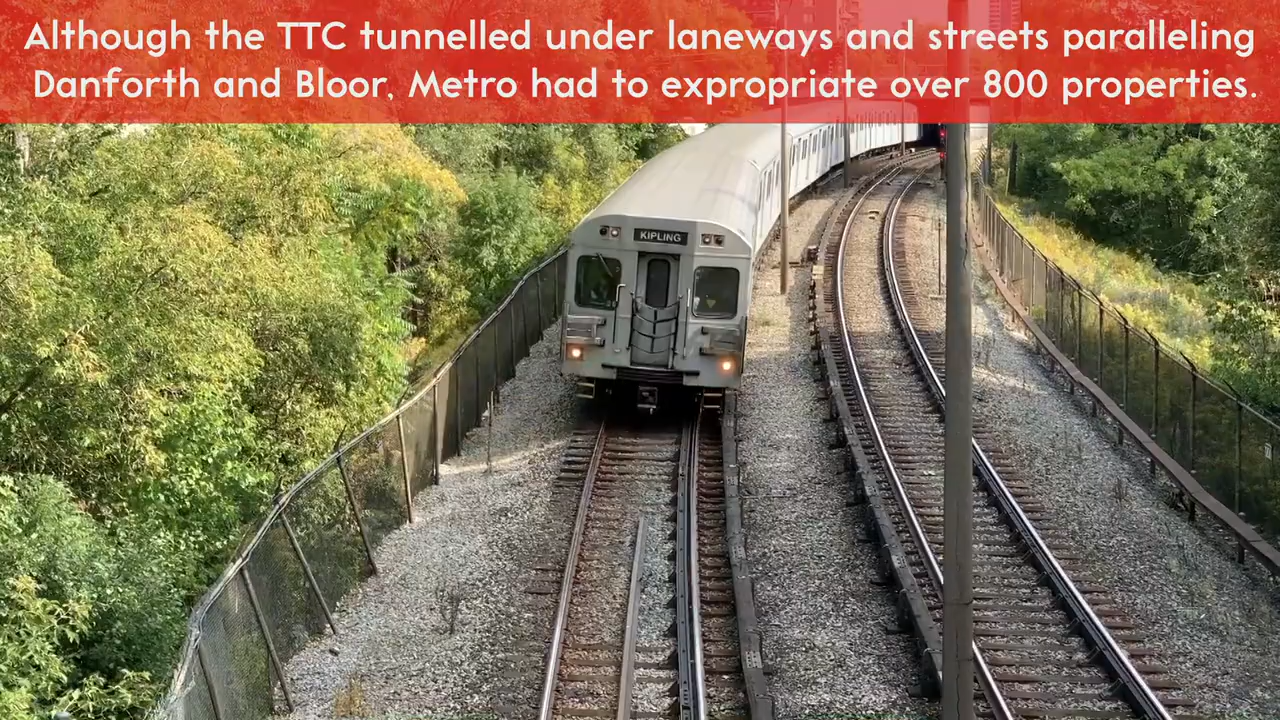 Although the TTC tunnelled under laneways and streets paralleling
Danforth and Bloor, Metro had to expropriate over 800 properties.
KIPLING